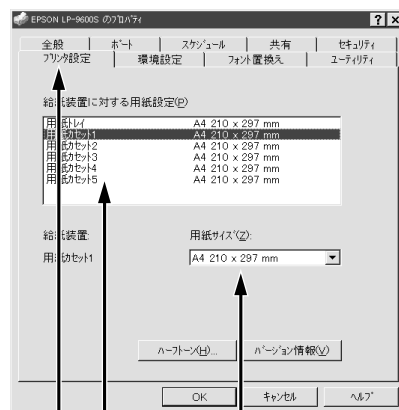 EPSON LP-9600S のプロパティ
全般 ポート スケジュール 共有 セキュリティ
プリンタ設定 環境設定 フォント置換え ユーティリティ
給紙装置に対する用紙設定(P)
用紙トレイ A4 210 x 297 mm
用紙カセット1 A4 210 x 297 mm
用紙カセット2 A4 210 x 297 mm
用紙カセット3 A4 210 x 297 mm
用紙カセット4 A4 210 x 297 mm
用紙カセット5 A4 210 x 297 mm
給紙装置: 用紙サイズ(Z):
用紙カセット1 A4 210 x 297 mm
ハーフトーン(H)... バージョン情報(V)
OK キャンセル ヘルプ